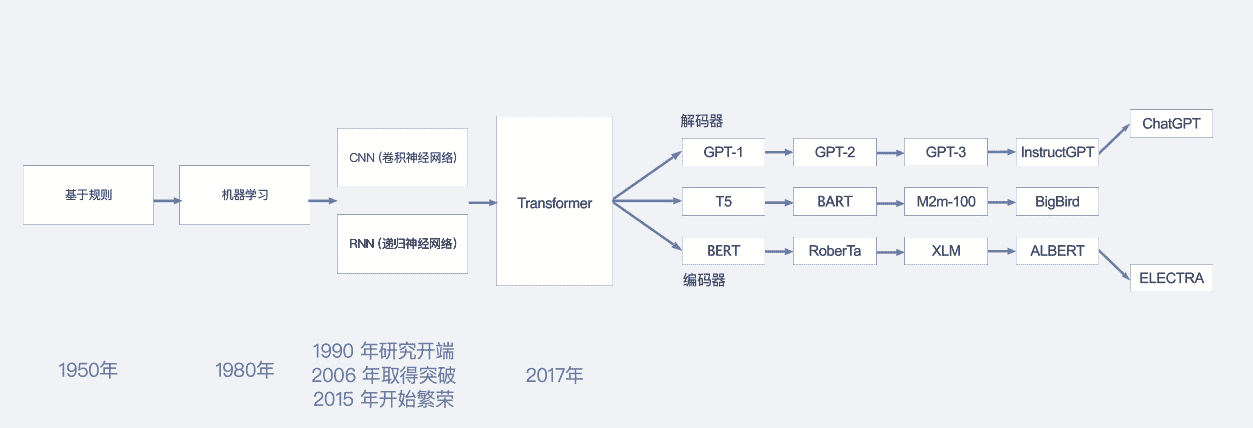 解码器
ChatGPT
GPT-1
GPT-2
GPT-3
InstructGPT
CNN (卷积神经网络)
基于规则
机器学习
Transformer
T5
BART
M2m-100
BigBird
RNN (递归神经网络)
BERT
RoberTa
XLM
ALBERT
编码器
ELECTRA
1950年
1980年
1990 年研究开端
2006 年取得突破
2015 年开始繁荣
2017年